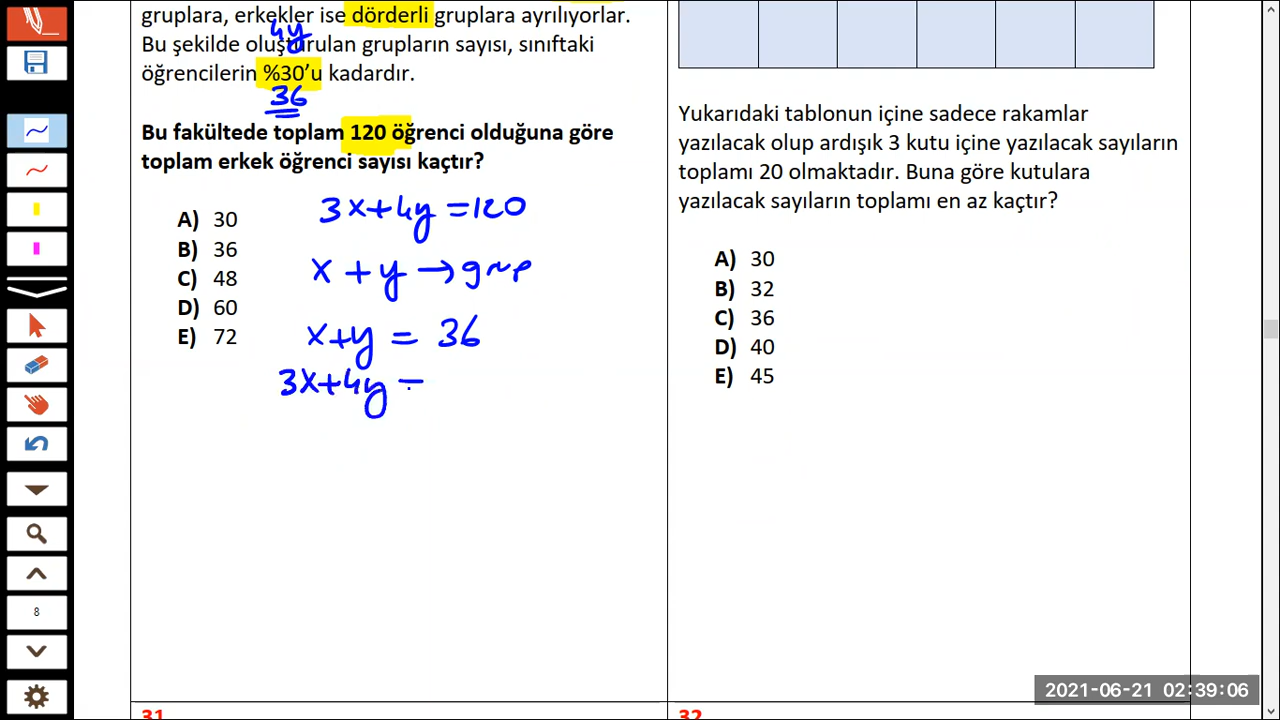 gruplara, erkekler ise dörderli gruplara ayrılıyorlar.
4y
Bu şekilde oluşturulan grupların sayısı, sınıftaki
öğrencilerin %30’u kadardır.
36
Bu fakültede toplam 120 öğrenci olduğuna göre
toplam erkek öğrenci sayısı kaçtır?
A) 30
B) 36
C) 48
D) 60
E) 72
3x+4y =120
x + y → grup
x+y = 36
3x+4y =
31
Yukarıdaki tablonun içine sadece rakamlar
yazılacak olup ardışık 3 kutu içine yazılacak sayıların
toplamı 20 olmaktadır. Buna göre kutulara
yazılacak sayıların toplamı en az kaçtır?
A) 30
B) 32
C) 36
D) 40
E) 45
32
8
2021-06-21 02:39:06